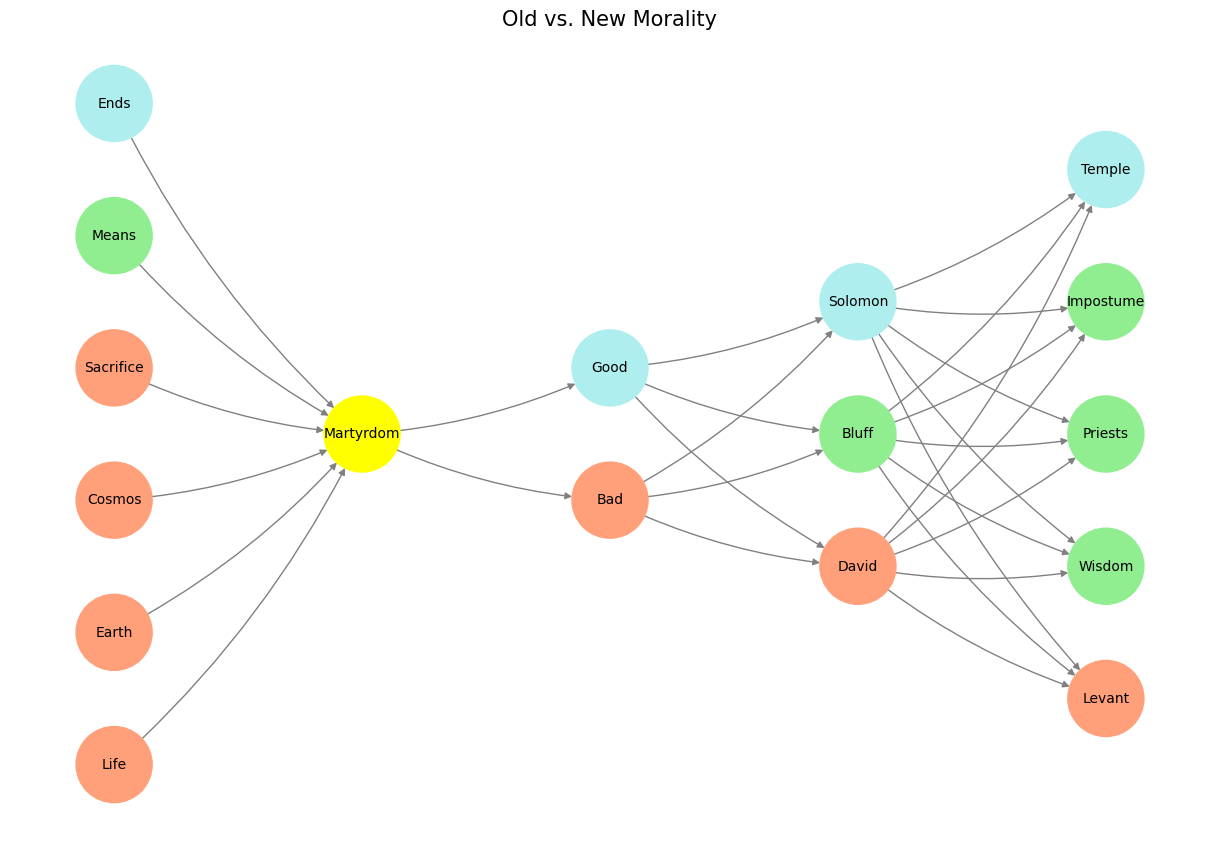 Old vs. New Morality
Ends
Means
Sacrifice
Cosmos
Earth
Life
Martyrdom
Good
Bad
Solomon
Bluff
David
Temple
Impostume
Priests
Wisdom
Levant